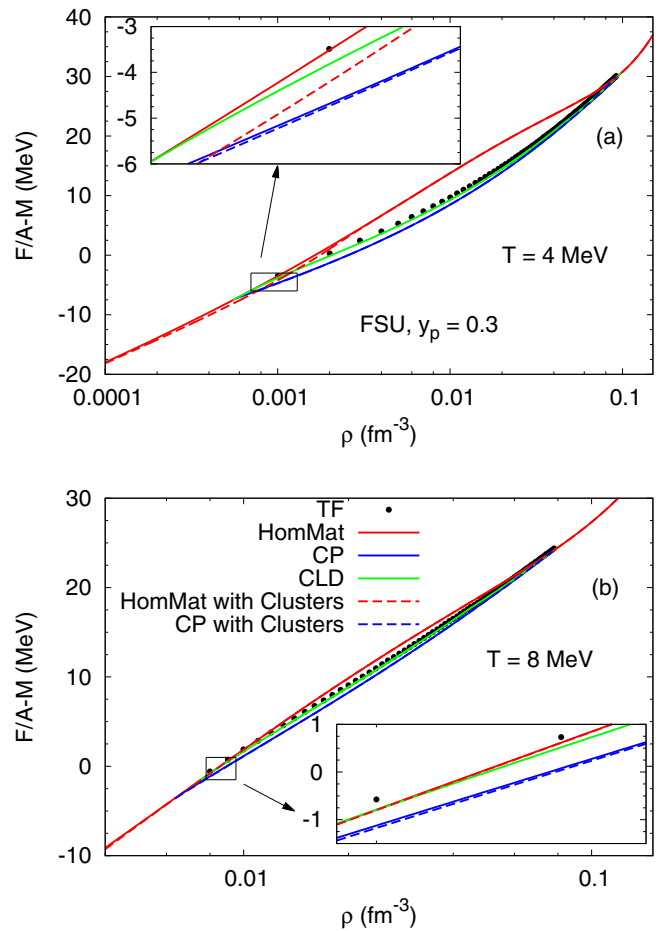 40
30
20
10
0
-10
-20
F/A-M (MeV)
-3
-4
-5
-6
(a)
T = 4 MeV
FSU, y_p = 0.3
0.0001
0.001
0.01
0.1
ρ (fm⁻³)
30
20
10
0
-10
F/A-M (MeV)
TF
HomMat
CP
CLD
HomMat with Clusters
CP with Clusters
(b)
T = 8 MeV
1
0
-1
0.01
0.1
ρ (fm⁻³)